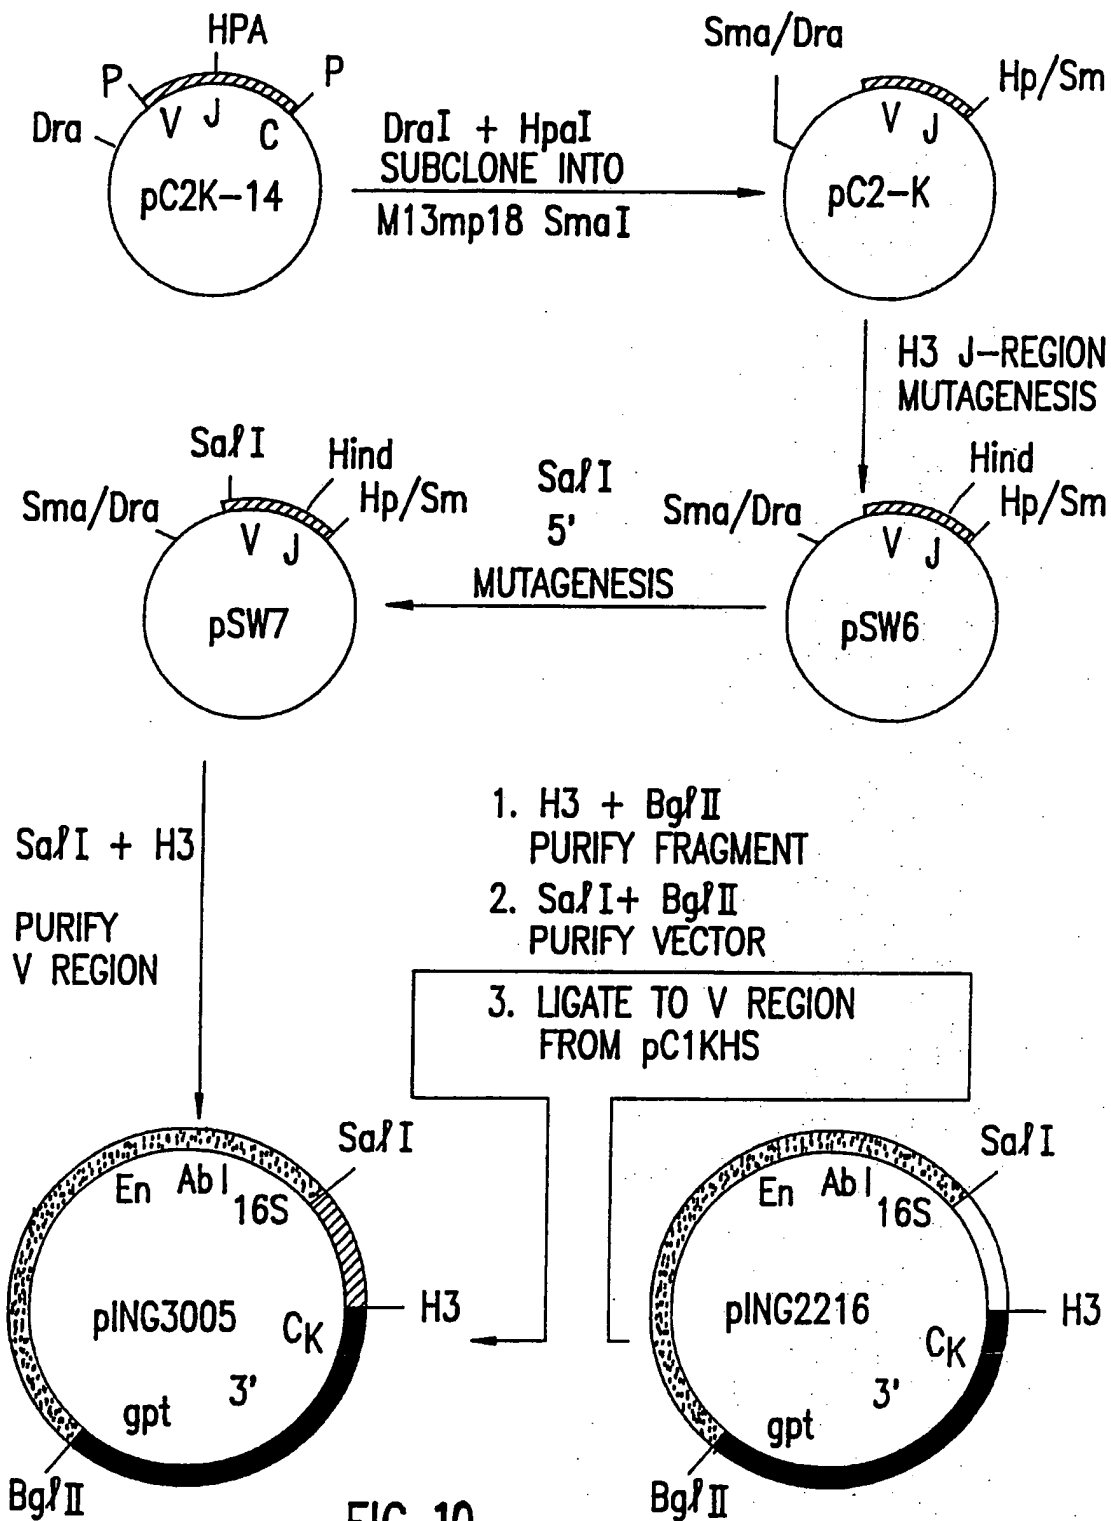 HPA
P
P
Dra
V
J
C
pC2K-14
DraI + HpaI
SUBCLONE INTO
M13mp18 SmaI
Sma/Dra
Hp/Sm
V
J
pC2-K
H3 J-REGION
MUTAGENESIS
SalI
Hind
Hp/Sm
Sma/Dra
V
J
pSW7
SalI
5'
MUTAGENESIS
Hind
Hp/Sm
Sma/Dra
V
J
pSW6
SalI + H3
PURIFY
V REGION
1. H3 + BglII
PURIFY FRAGMENT
2. SalI+ BglII
PURIFY VECTOR
3. LIGATE TO V REGION
FROM pC1KHS
SalI
En
AbI
16S
pING3005
CK
H3
3'
gpt
BglII
SalI
En
AbI
16S
pING2216
CK
H3
3'
gpt
BglII
FIG. 10